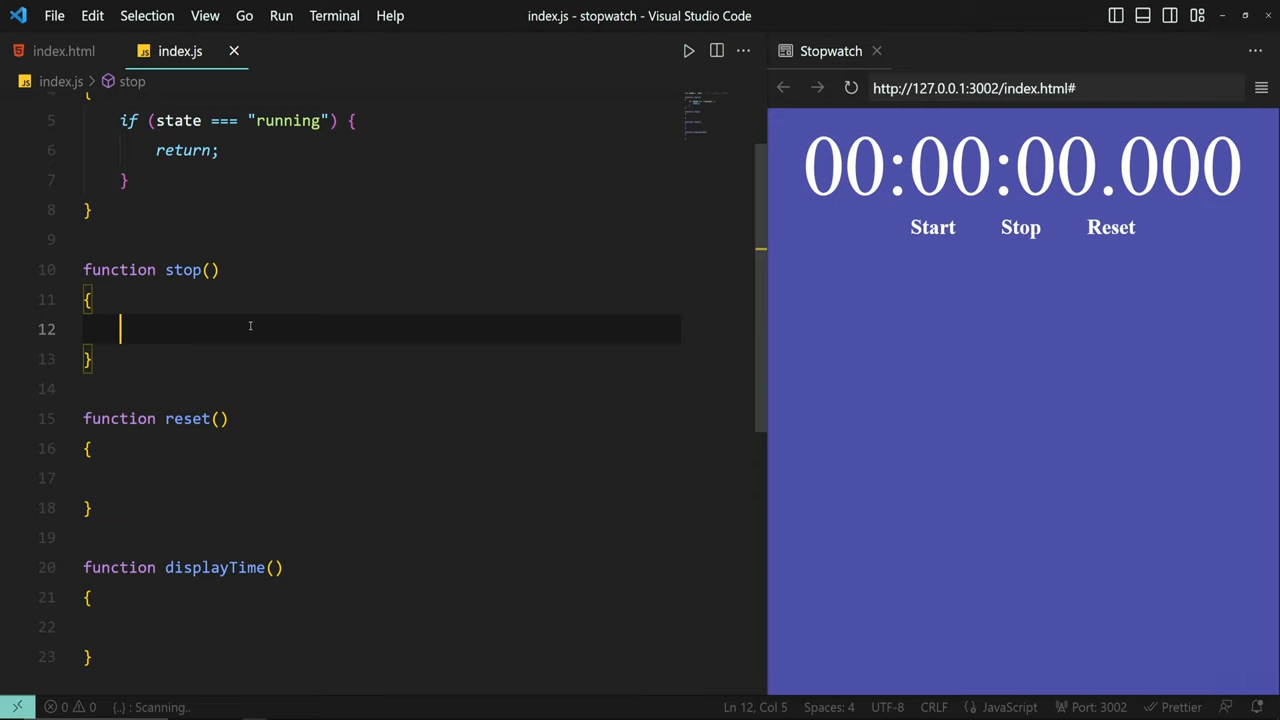 File Edit Selection View Go Run Terminal Help
index.js - stopwatch - Visual Studio Code
index.html
index.js
index.js > stop
{
5 if (state === "running") {
6 return;
7 }
8 }
9
10 function stop()
11 {
12
13 }
14
15 function reset()
16 {
17
18 }
19
20 function displayTime()
21 {
22
23 }
Stopwatch
http://127.0.0.1:3002/index.html#
00:00:00.000
Start Stop Reset
0 0 {..} : Scanning..
Ln 12, Col 5 Spaces: 4 UTF-8 CRLF JavaScript Port: 3002 Prettier